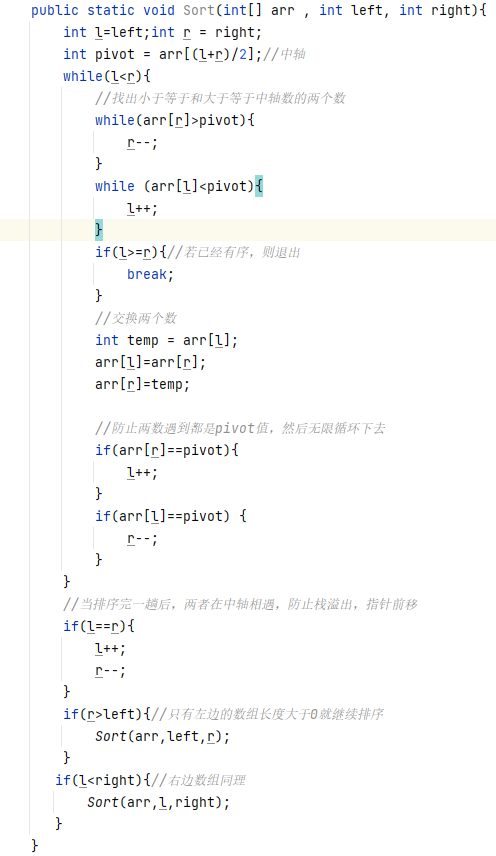 public static void Sort(int[] arr , int left, int right){
int l=left;int r = right;
int pivot = arr[(l+r)/2];//中轴
while(l<r){
//找出小于等于和大于等于中轴数的两个数
while(arr[r]>pivot){
r--;
}
while (arr[l]<pivot){
l++;
}
if(l>=r){//若已经有序，则退出
break;
}
//交换两个数
int temp = arr[l];
arr[l]=arr[r];
arr[r]=temp;
//防止两数遇到都是pivot值，然后无限循环下去
if(arr[r]==pivot){
l++;
}
if(arr[l]==pivot) {
r--;
}
}
//当排序完一趟后，两者在中轴相遇，防止栈溢出，指针前移
if(l==r){
l++;
r--;
}
if(r>left){//只有左边的数组长度大于0就继续排序
Sort(arr,left,r);
}
if(l<right){//右边数组同理
Sort(arr,l,right);
}
}